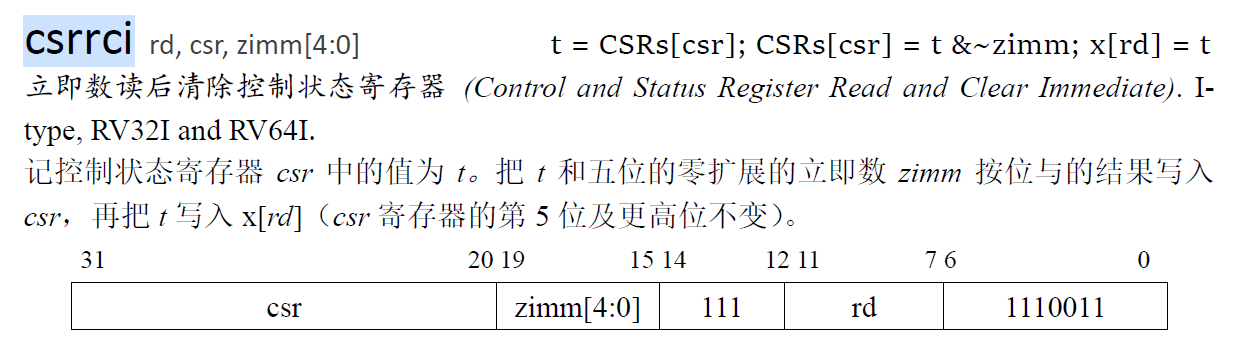 csrrci rd, csr, zimm[4:0] t = CSRs[csr]; CSRs[csr] = t &~zimm; x[rd] = t
立即数读后清除控制状态寄存器 (Control and Status Register Read and Clear Immediate). I-
type, RV32I and RV64I.
记控制状态寄存器 csr 中的值为 t。把 t 和五位的零扩展的立即数 zimm 按位与的结果写入
csr，再把 t 写入 x[rd]（csr 寄存器的第 5 位及更高位不变）。
31 20 19 15 14 12 11 7 6 0
csr zimm[4:0] 111 rd 1110011